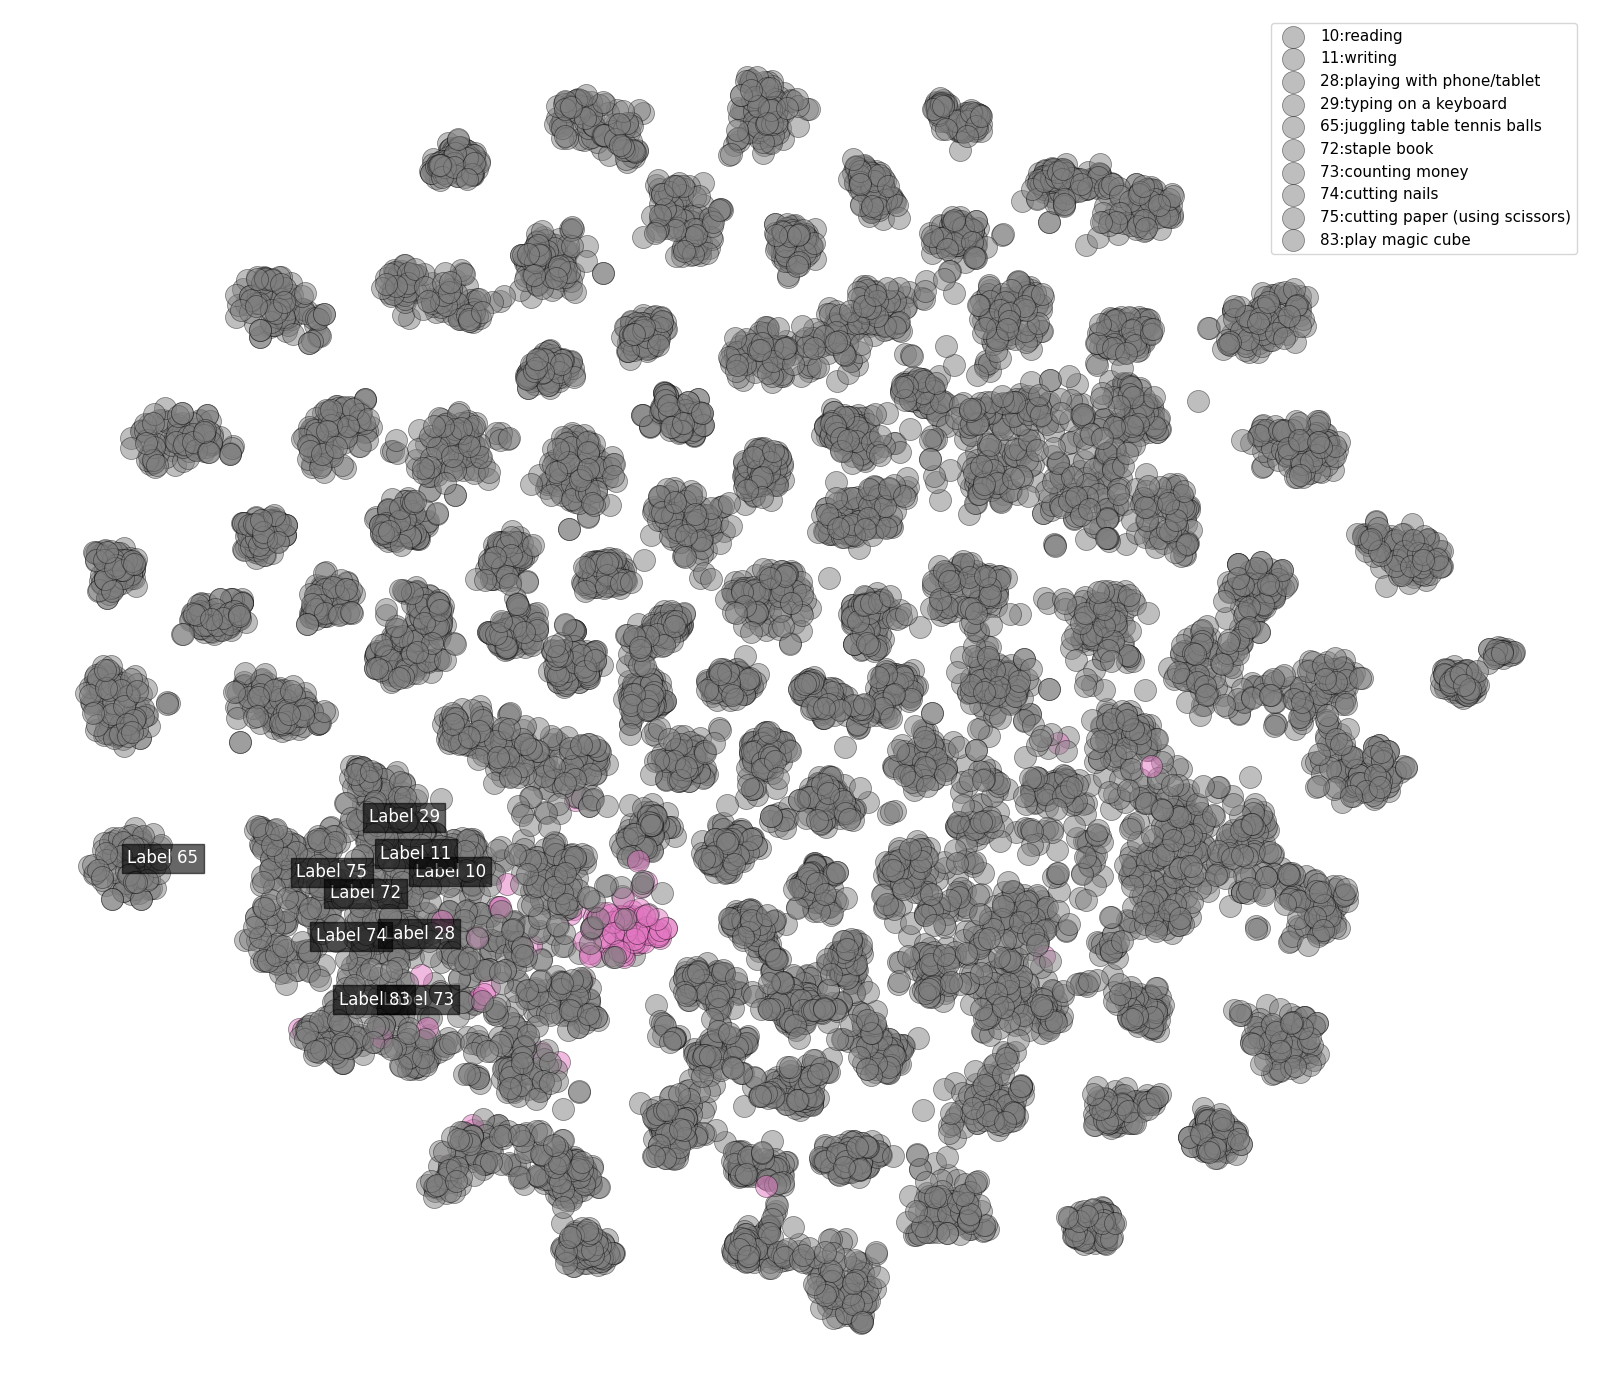 10:reading
11:writing
28:playing with phone/tablet
29:typing on a keyboard
65:juggling table tennis balls
72:staple book
73:counting money
74:cutting nails
75:cutting paper (using scissors)
83:play magic cube
Label 29
Label 11
Label 65
Label 75
Label 10
Label 72
Label 74
Label 28
Label 83
Label 73